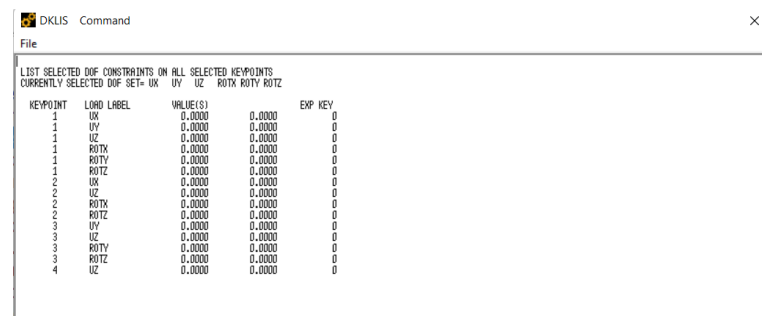 DKLIS Command
File
LIST SELECTED DOF CONSTRAINTS ON ALL SELECTED KEYPOINTS
CURRENTLY SELECTED DOF SET= UX UY UZ ROTX ROTY ROTZ
KEYPOINT LOAD LABEL VALUE(S) EXP KEY
1 UX 0.0000 0.0000 0
1 UY 0.0000 0.0000 0
1 UZ 0.0000 0.0000 0
1 ROTX 0.0000 0.0000 0
1 ROTY 0.0000 0.0000 0
1 ROTZ 0.0000 0.0000 0
2 UX 0.0000 0.0000 0
2 UZ 0.0000 0.0000 0
2 ROTX 0.0000 0.0000 0
2 ROTZ 0.0000 0.0000 0
3 UY 0.0000 0.0000 0
3 UZ 0.0000 0.0000 0
3 ROTY 0.0000 0.0000 0
3 ROTZ 0.0000 0.0000 0
4 UZ 0.0000 0.0000 0